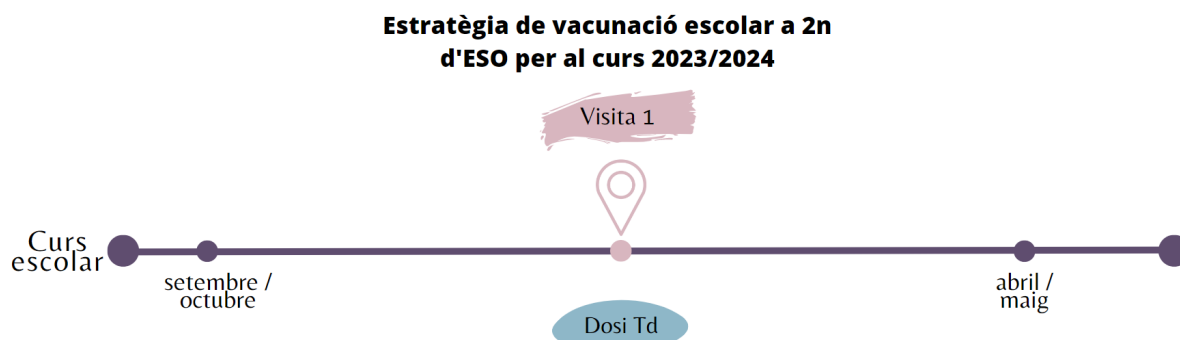 Estratègia de vacunació escolar a 2n
d'ESO per al curs 2023/2024
Visita 1
Curs
escolar
setembre /
octubre
abril /
maig
Dosi Td